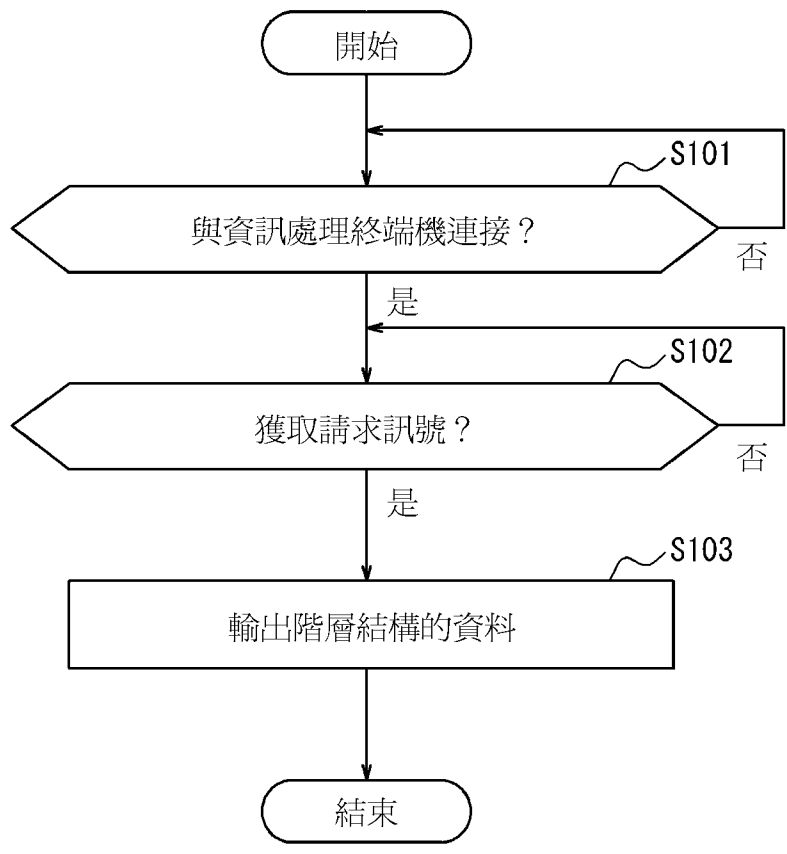 開始
S101
與資訊處理終端機連接？
否
是
S102
獲取請求訊號？
否
是
S103
輸出階層結構的資料
結束